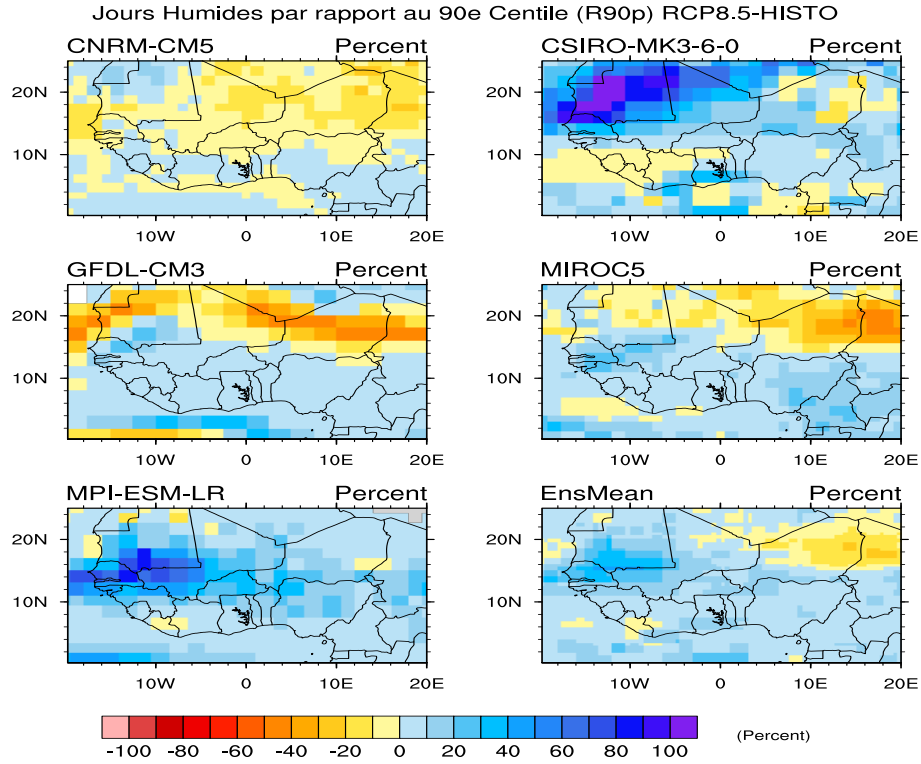 Jours Humides par rapport au 90e Centile (R90p) RCP8.5-HISTO
CNRM-CM5 Percent
CSIRO-MK3-6-0 Percent
20N
10N
10W 0 10E 20E
20N
10N
10W 0 10E 20E
GFDL-CM3 Percent
MIROC5 Percent
20N
10N
10W 0 10E 20E
20N
10N
10W 0 10E 20E
MPI-ESM-LR Percent
EnsMean Percent
20N
10N
10W 0 10E 20E
20N
10N
10W 0 10E 20E
-100 -80 -60 -40 -20 0 20 40 60 80 100
(Percent)